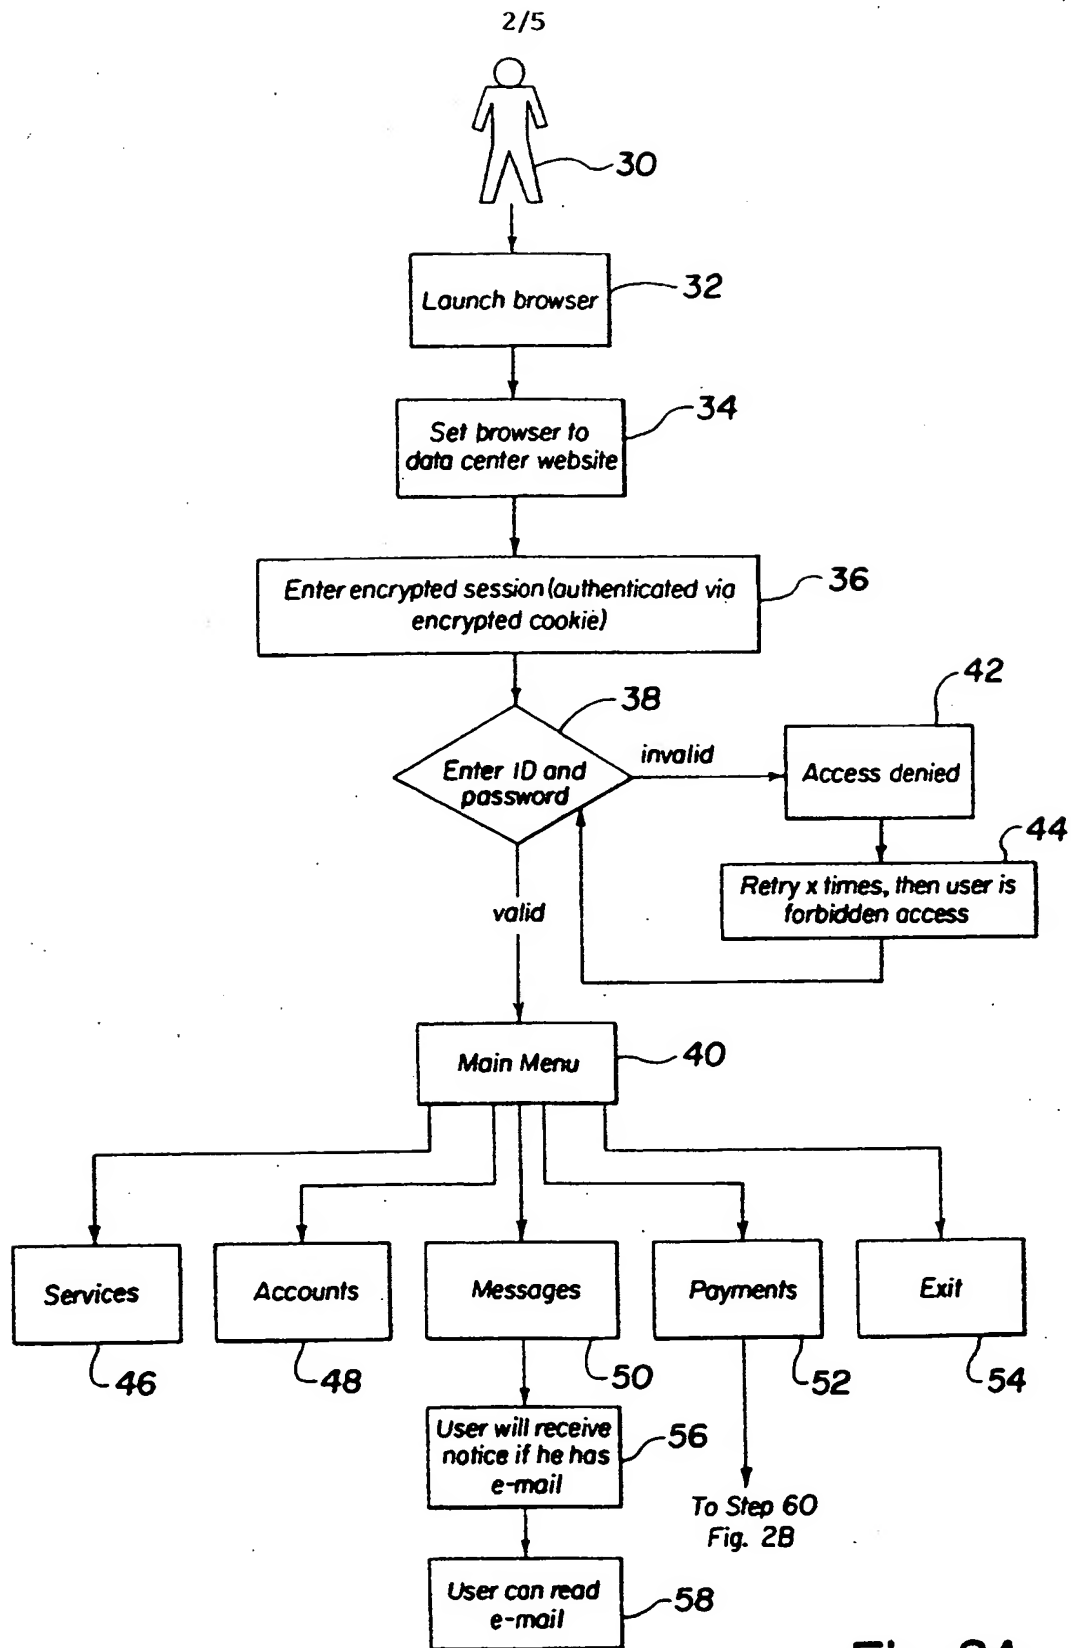 2/5
30
Launch browser
32
Set browser to
data center website
34
Enter encrypted session (authenticated via
encrypted cookie)
36
38
Enter ID and
password
invalid
42
Access denied
44
Retry x times, then user is
forbidden access
valid
Main Menu
40
Services
Accounts
Messages
Payments
Exit
46
48
50
52
54
User will receive
notice if he has
e-mail
56
To Step 60
Fig. 2B
User can read
e-mail
58